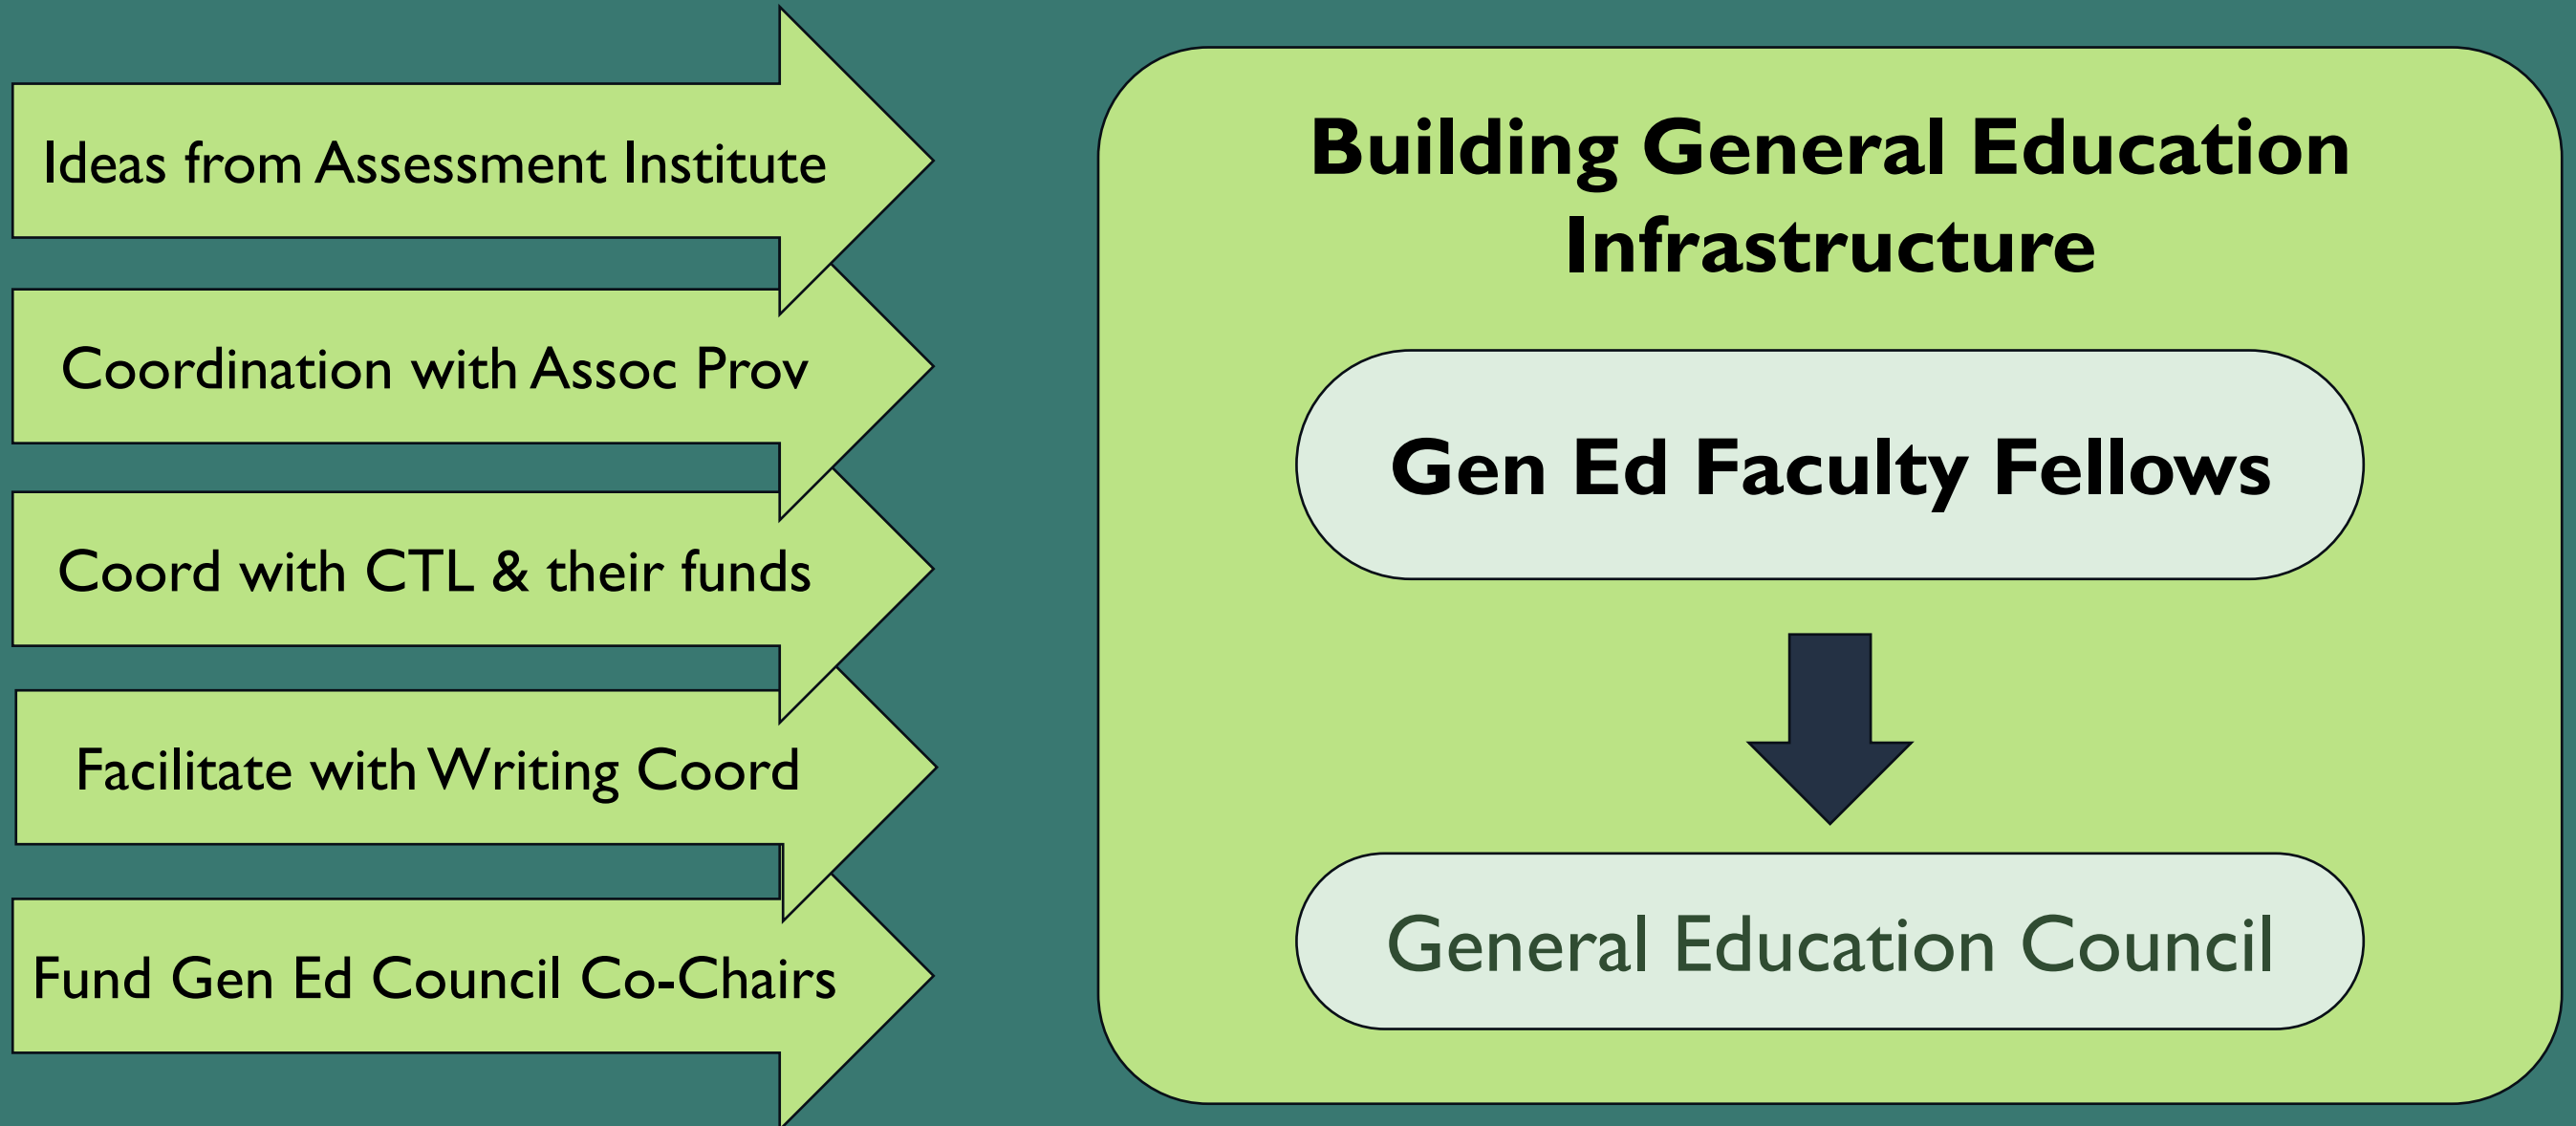 Ideas from Assessment Institute
Coordination with Assoc Prov
Coord with CTL & their funds
Facilitate with Writing Coord
Fund Gen Ed Council Co-Chairs
Building General Education
Infrastructure
Gen Ed Faculty Fellows
General Education Council